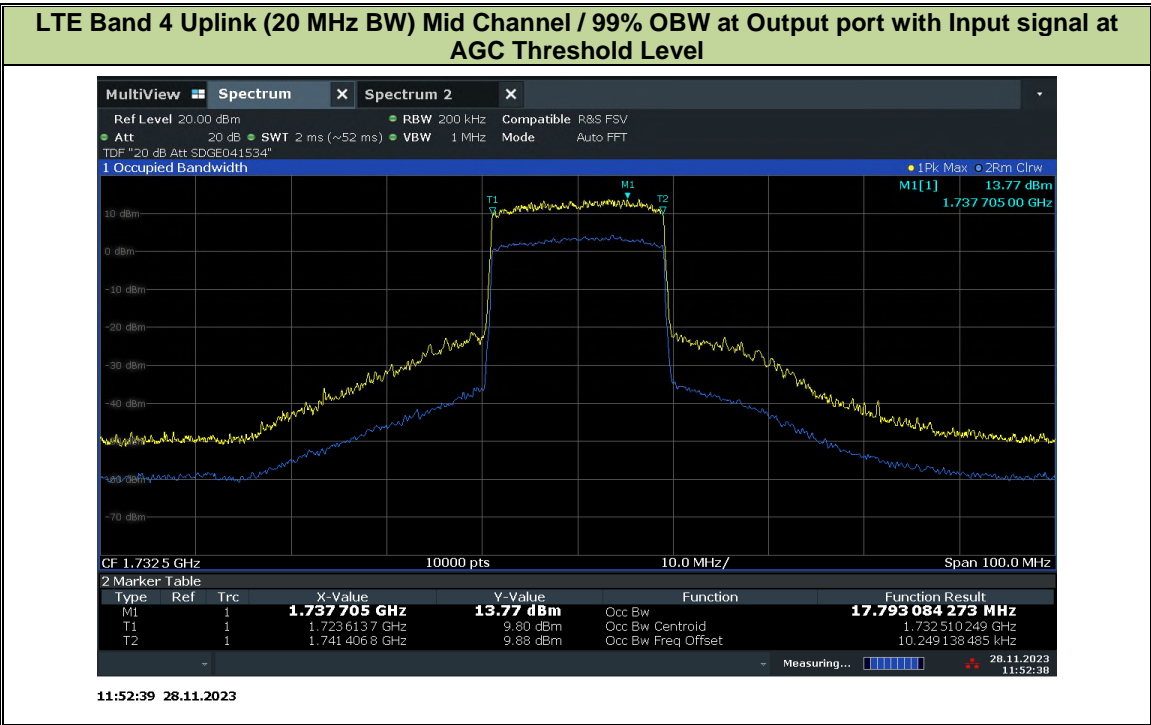 LTE Band 4 Uplink (20 MHz BW) Mid Channel / 99% OBW at Output port with Input signal at
AGC Threshold Level
MultiView Spectrum X Spectrum 2 X
Ref Level 20.00 dBm RBW 200 kHz Compatible R&S FSV
Att 20 dB SWT 2 ms (~52 ms) VBW 1 MHz Mode Auto FFT
TDF "20 dB Att SDGE041534"
1 Occupied Bandwidth 1Pk Max 2Rm Clrw
M1[1] 13.77 dBm
1.737 705 00 GHz
M1
T1 T2
10 dBm
0 dBm
-10 dBm
-20 dBm
-30 dBm
-40 dBm
-60 dBm
-70 dBm
CF 1.732 5 GHz 10000 pts 10.0 MHz/ Span 100.0 MHz
2 Marker Table
Type Ref Trc X-Value Y-Value Function Function Result
M1 1 1.737 705 GHz 13.77 dBm Occ Bw 17.793 084 273 MHz
T1 1 1.723 613 7 GHz 9.80 dBm Occ Bw Centroid 1.732 510 249 GHz
T2 1 1.741 406 8 GHz 9.88 dBm Occ Bw Freq Offset 10.249 138 485 kHz
Measuring... 28.11.2023
11:52:38
11:52:39 28.11.2023